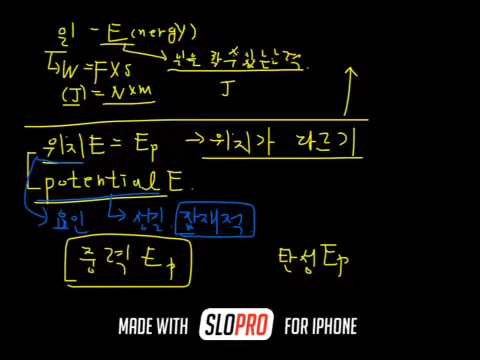 일 - E(nergy)
일을 할 수 있는 능력
W = F × s
(J) = N × m J
위치 E = Ep → 위치가 다르기
potential E.
요인 성질 잠재적
중력 Ep 탄성 Ep
MADE WITH SLOPRO FOR IPHONE